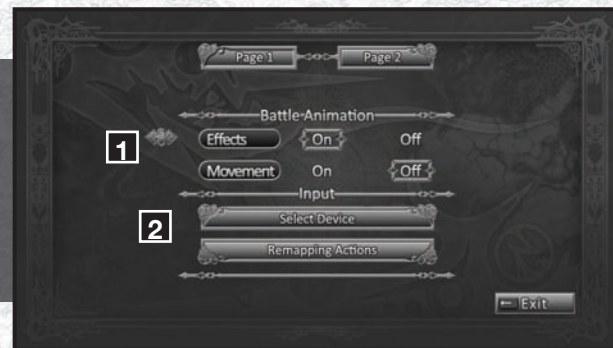 Page 1 Page 2
Battle Animation
1 Effects On Off
Movement On Off
Input
2 Select Device
Remapping Actions
Exit